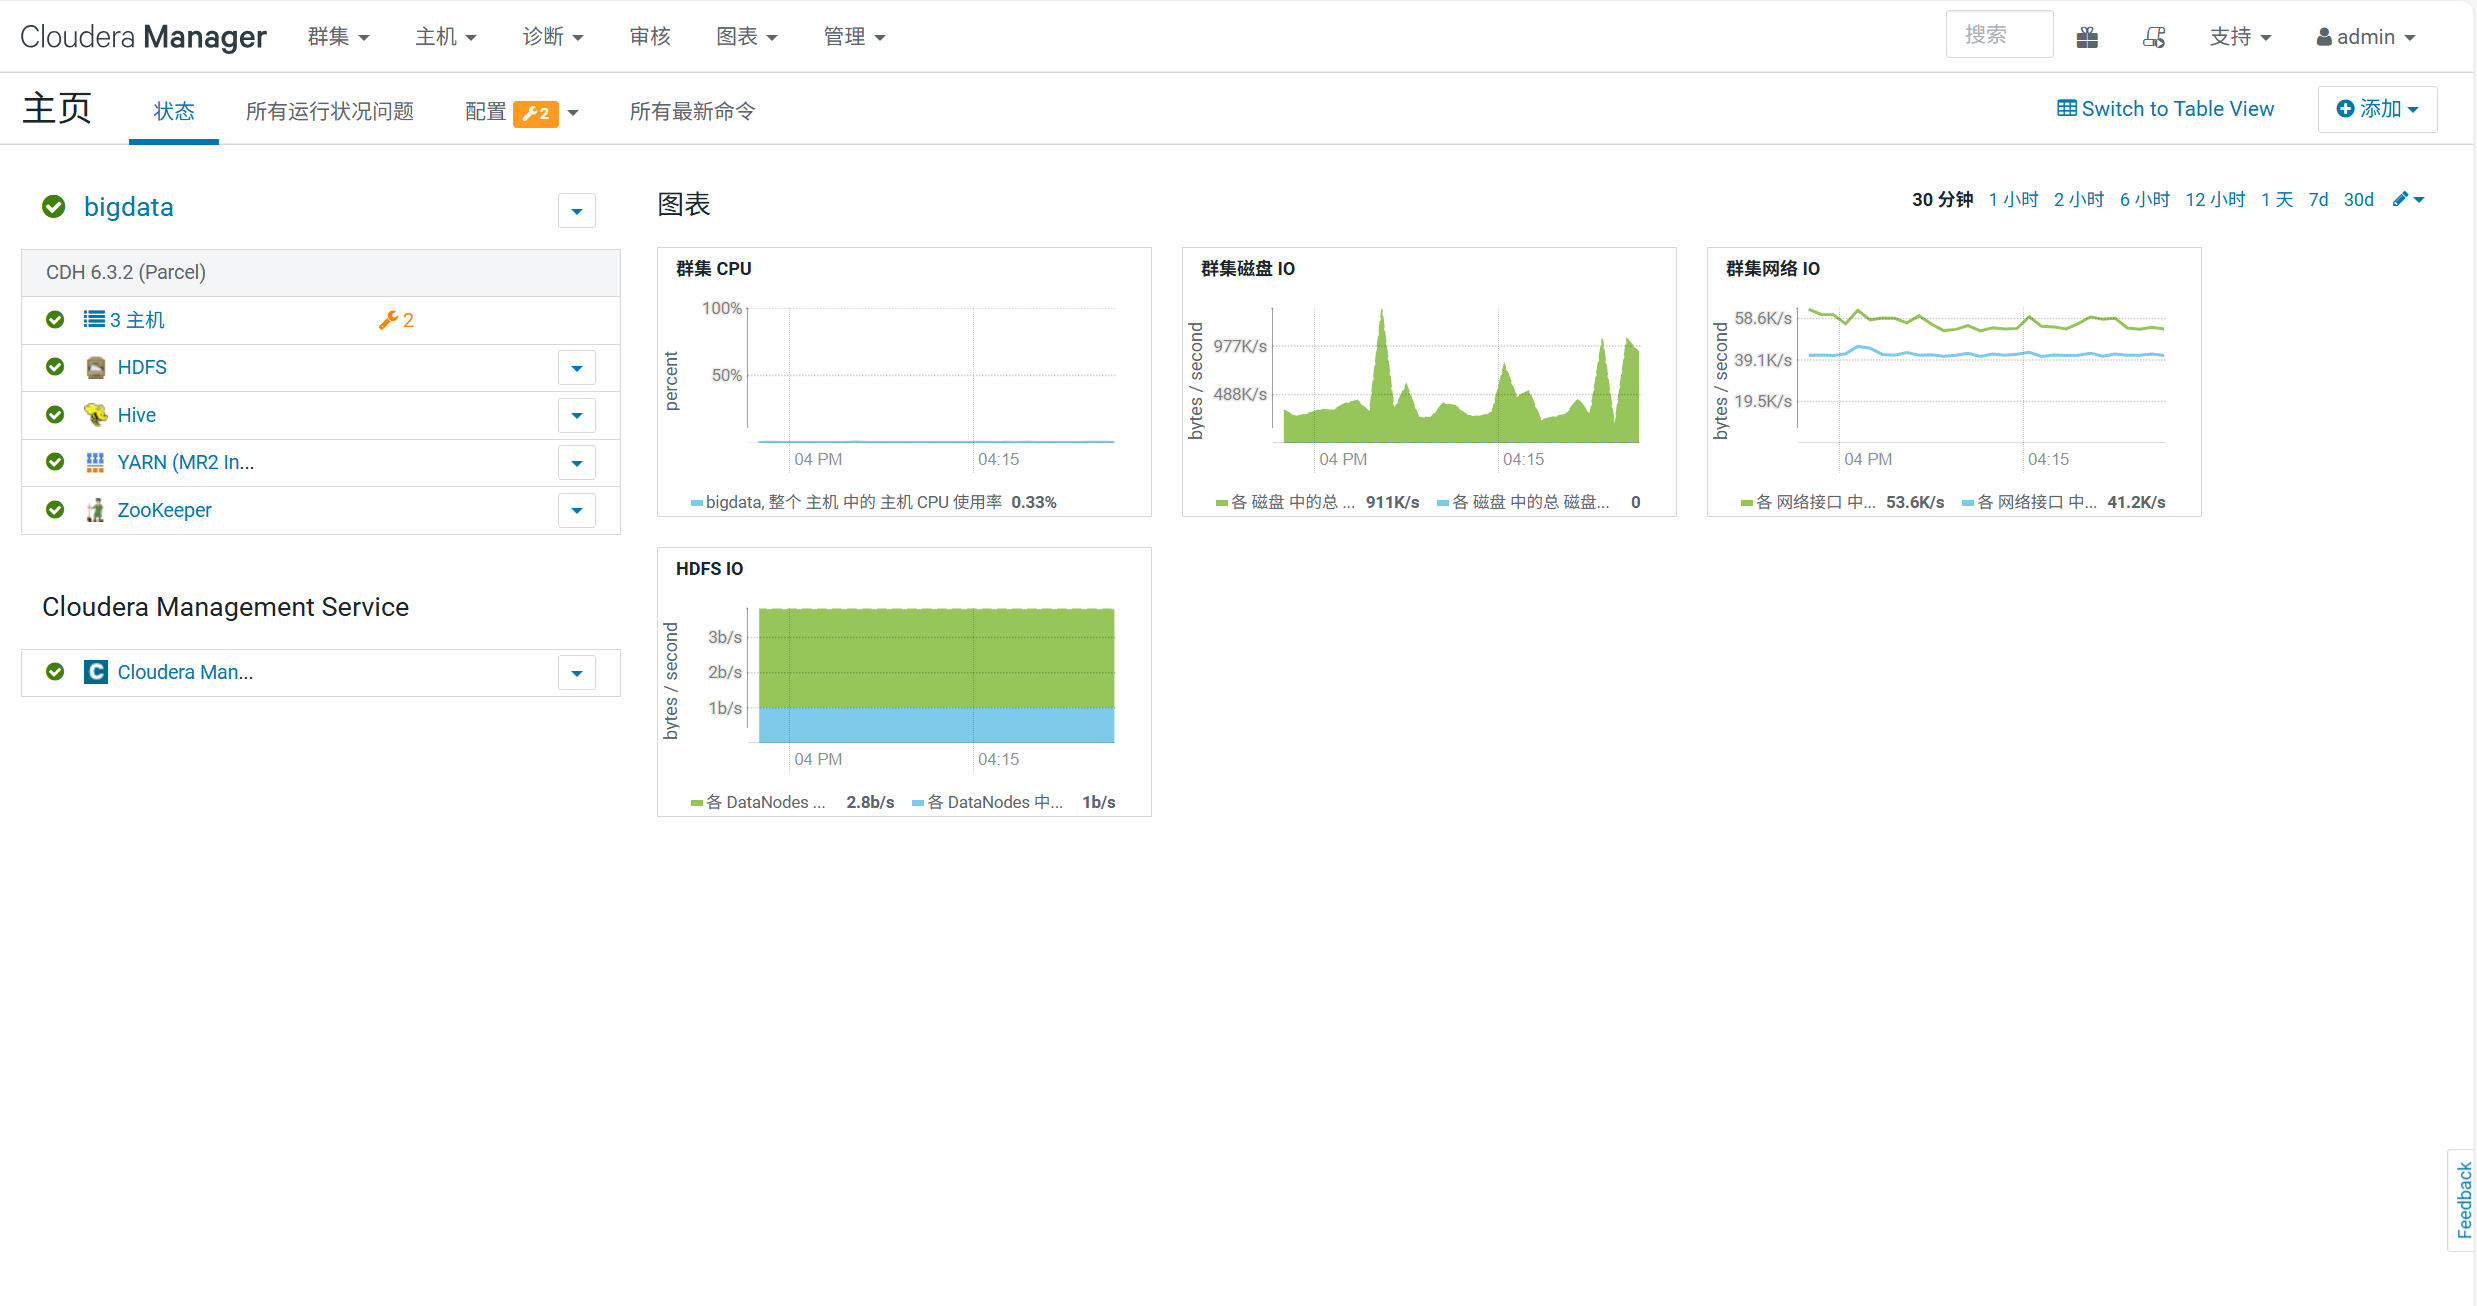 Cloudera Manager 群集 主机 诊断 审核 图表 管理 搜索 支持 admin
主页 状态 所有运行状况问题 配置 2 所有最新命令 Switch to Table View 添加
bigdata
CDH 6.3.2 (Parcel)
3 主机 2
HDFS
Hive
YARN (MR2 In...
ZooKeeper
Cloudera Management Service
Cloudera Man...
图表
30 分钟 1 小时 2 小时 6 小时 12 小时 1 天 7d 30d
群集 CPU
percent
100%
50%
04 PM 04:15
bigdata, 整个 主机 中的 主机 CPU 使用率 0.33%
群集磁盘 IO
bytes / second
977K/s
488K/s
04 PM 04:15
各 磁盘 中的总 ... 911K/s 各 磁盘 中的总 磁盘... 0
群集网络 IO
bytes / second
58.6K/s
39.1K/s
19.5K/s
04 PM 04:15
各 网络接口 中... 53.6K/s 各 网络接口 中... 41.2K/s
HDFS IO
bytes / second
3b/s
2b/s
1b/s
04 PM 04:15
各 DataNodes ... 2.8b/s 各 DataNodes 中... 1b/s
Feedback